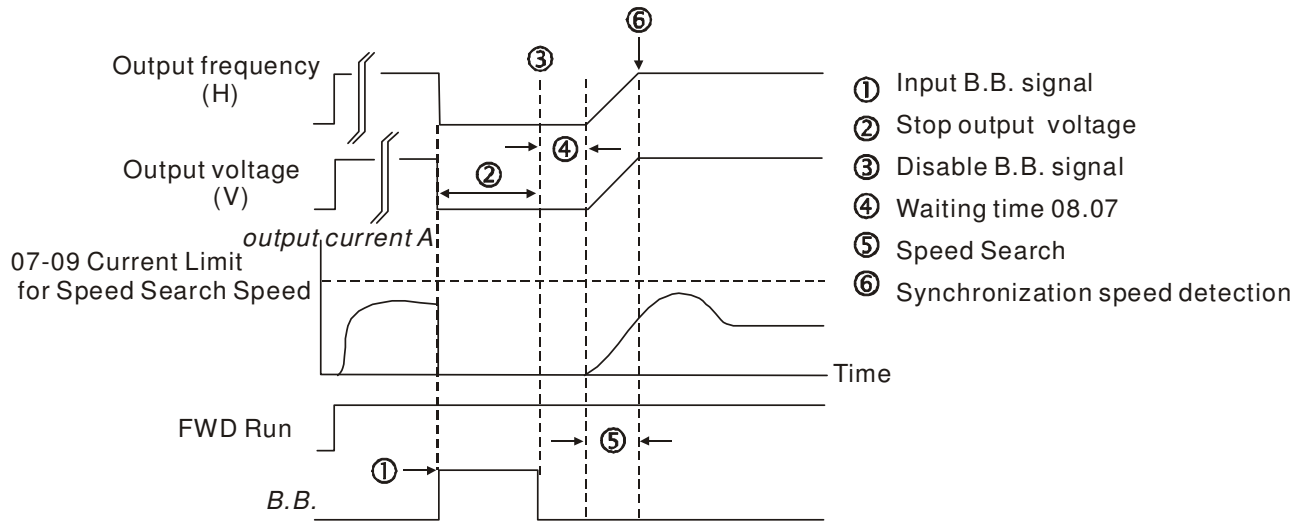 ⑥
③
Output frequency
(H)
④
Output voltage
(V)
②
output current A
07-09 Current Limit
for Speed Search Speed
Time
FWD Run
⑤
①
B.B.
① Input B.B. signal
② Stop output voltage
③ Disable B.B. signal
④ Waiting time 08.07
⑤ Speed Search
⑥ Synchronization speed detection